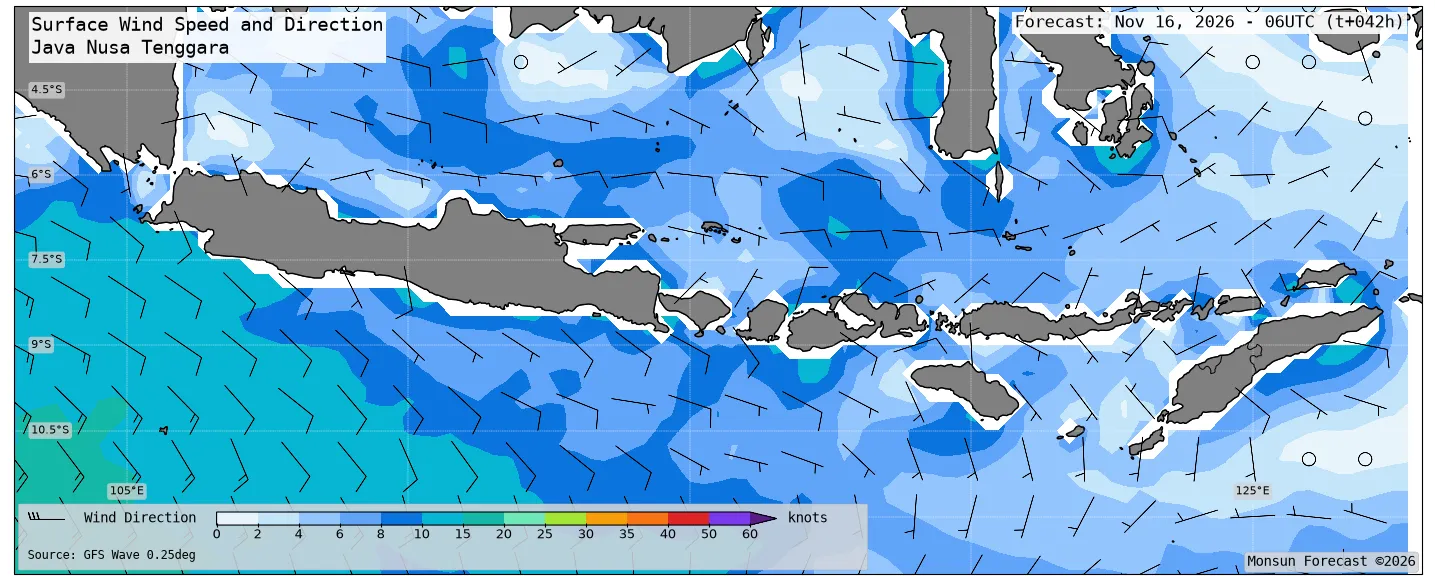 Surface Wind Speed and Direction
Java Nusa Tenggara
Forecast: Nov 16, 2026 - 06UTC (t+042h)
4.5°S
6°S
7.5°S
9°S
10.5°S
105°E
125°E
Wind Direction
0 2 4 6 8 10 15 20 25 30 35 40 50 60
knots
Source: GFS Wave 0.25deg
Monsun Forecast ©2026